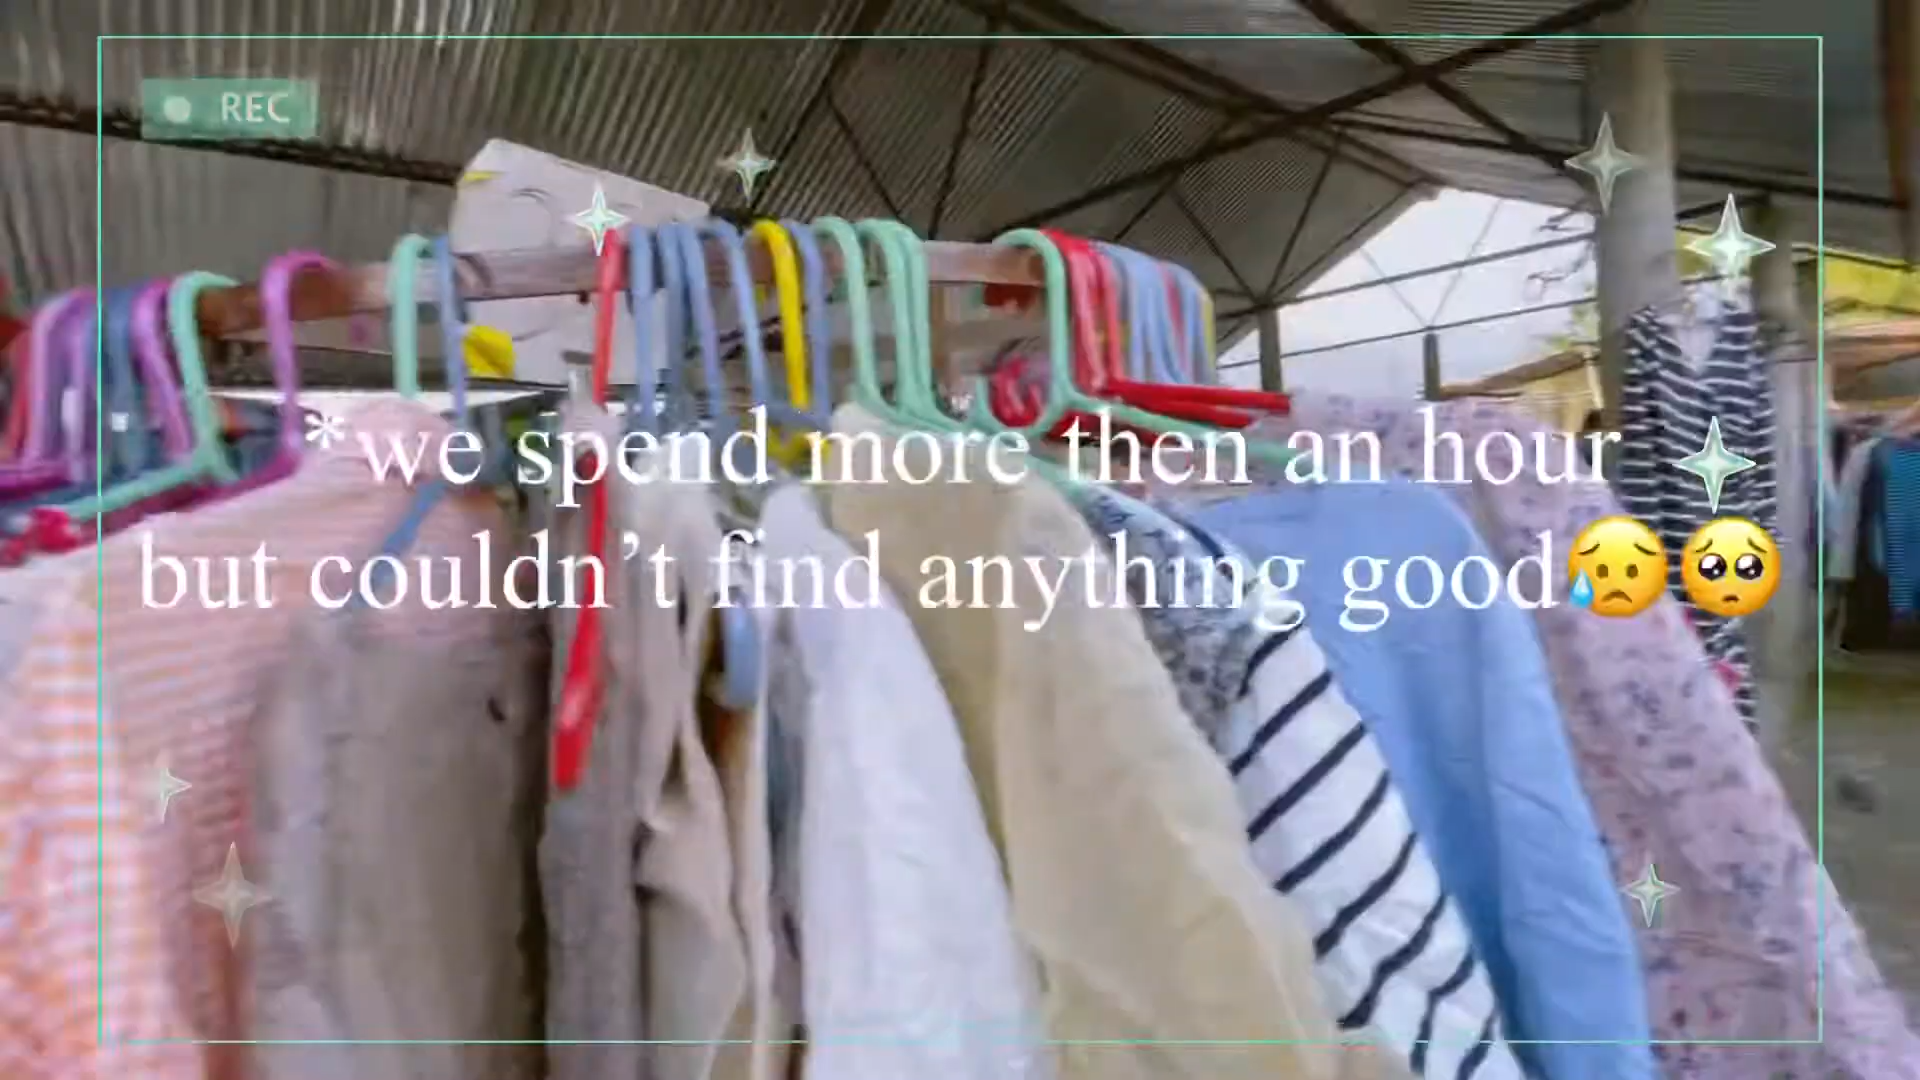 REC
*we spend more then an hour
but couldn’t find anything good😥🥺